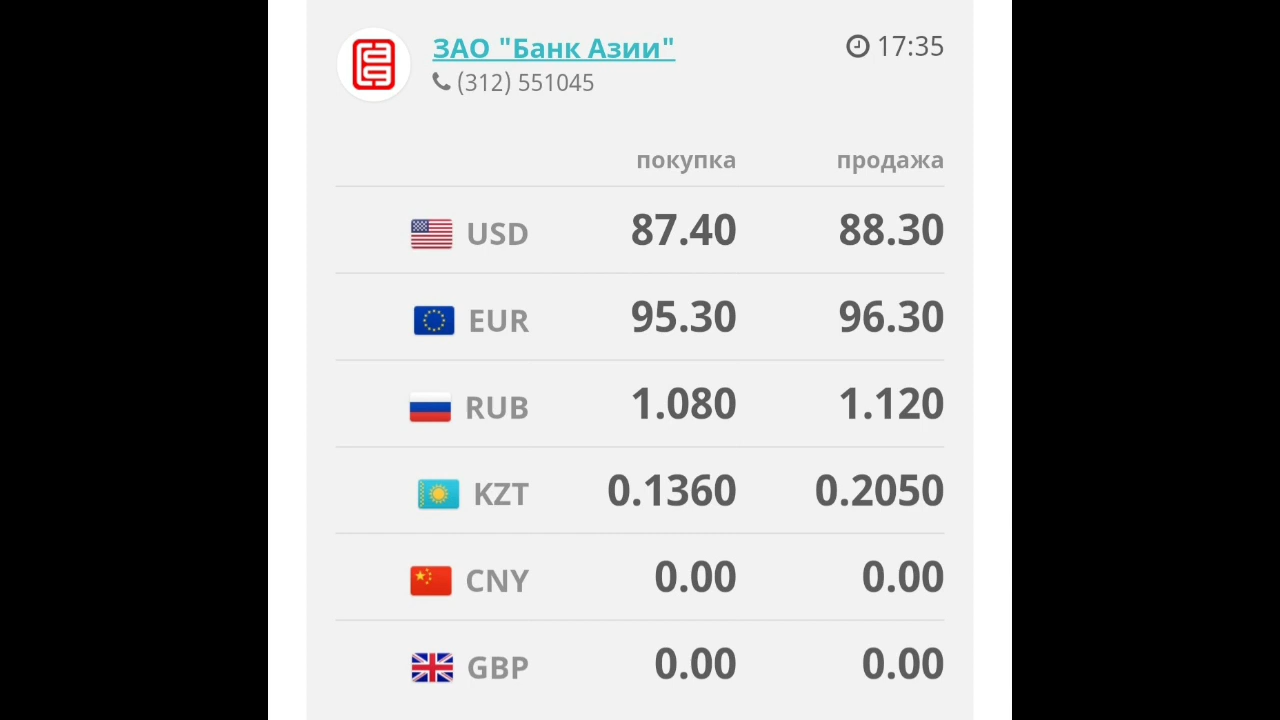 ЗАО "Банк Азии" 17:35
(312) 551045
покупка продажа
USD 87.40 88.30
EUR 95.30 96.30
RUB 1.080 1.120
KZT 0.1360 0.2050
CNY 0.00 0.00
GBP 0.00 0.00